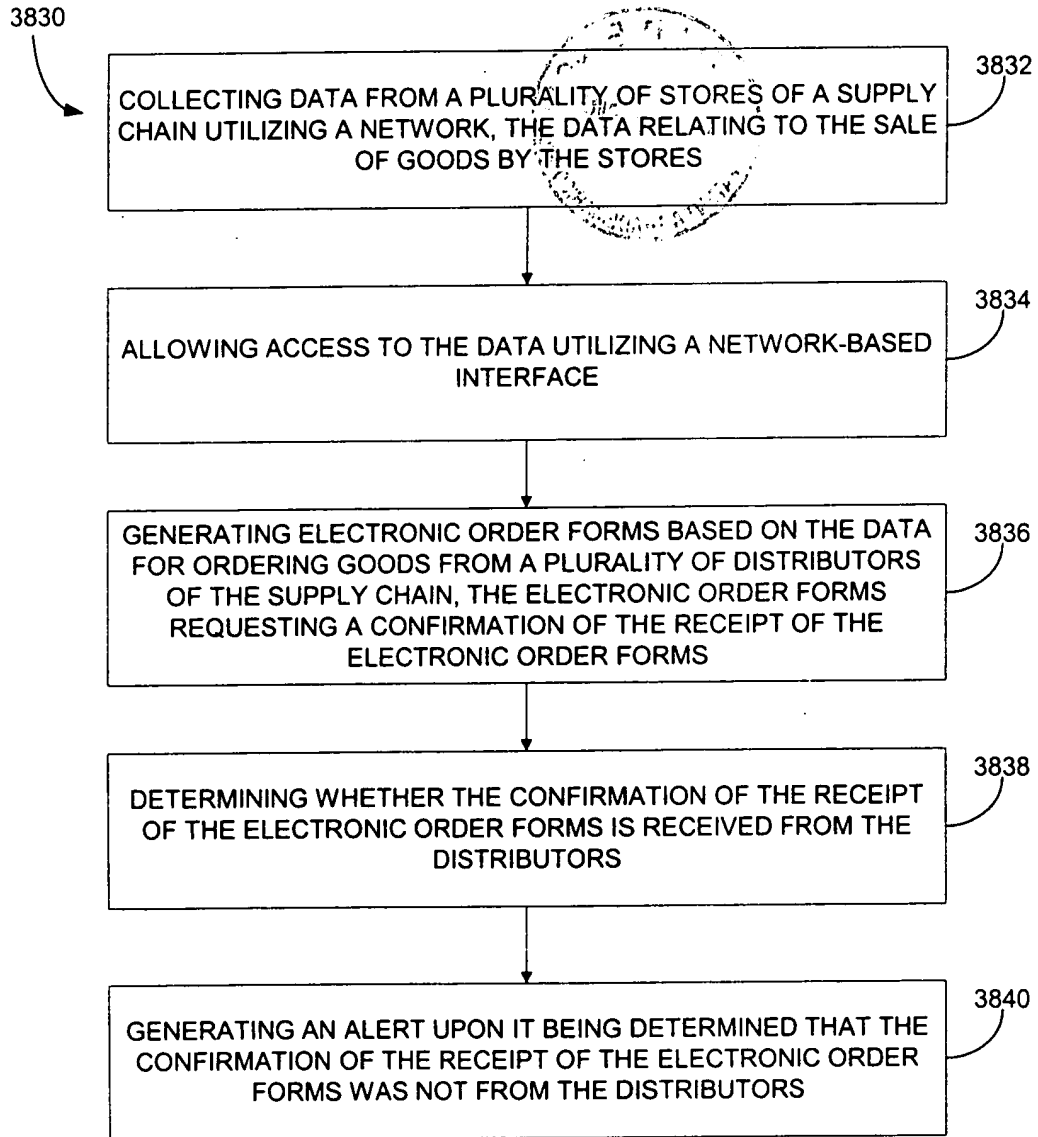 3830
COLLECTING DATA FROM A PLURALITY OF STORES OF A SUPPLY
CHAIN UTILIZING A NETWORK, THE DATA RELATING TO THE SALE
OF GOODS BY THE STORES
3832
ALLOWING ACCESS TO THE DATA UTILIZING A NETWORK-BASED
INTERFACE
3834
GENERATING ELECTRONIC ORDER FORMS BASED ON THE DATA
FOR ORDERING GOODS FROM A PLURALITY OF DISTRIBUTORS
OF THE SUPPLY CHAIN, THE ELECTRONIC ORDER FORMS
REQUESTING A CONFIRMATION OF THE RECEIPT OF THE
ELECTRONIC ORDER FORMS
3836
DETERMINING WHETHER THE CONFIRMATION OF THE RECEIPT
OF THE ELECTRONIC ORDER FORMS IS RECEIVED FROM THE
DISTRIBUTORS
3838
GENERATING AN ALERT UPON IT BEING DETERMINED THAT THE
CONFIRMATION OF THE RECEIPT OF THE ELECTRONIC ORDER
FORMS WAS NOT FROM THE DISTRIBUTORS
3840